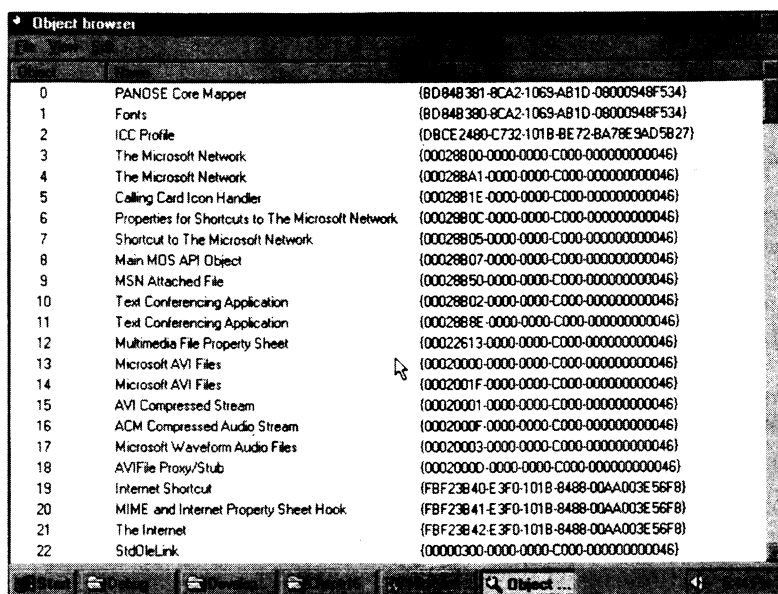 Object browser
File View
Object Name
0 PANOSE Core Mapper {BD84B381-8CA2-1069-AB1D-08000948F534}
1 Fonts {BD84B380-8CA2-1069-AB1D-08000948F534}
2 ICC Profile {DBCE2480-C732-101B-BE72-BA78E9AD5B27}
3 The Microsoft Network {00028B00-0000-0000-C000-000000000046}
4 The Microsoft Network {00028BA1-0000-0000-C000-000000000046}
5 Calling Card Icon Handler {00028B1E-0000-0000-C000-000000000046}
6 Properties for Shortcuts to The Microsoft Network {00028B0C-0000-0000-C000-000000000046}
7 Shortcut to The Microsoft Network {00028B05-0000-0000-C000-000000000046}
8 Main MOS API Object {00028B07-0000-0000-C000-000000000046}
9 MSN Attached File {00028B50-0000-0000-C000-000000000046}
10 Text Conferencing Application {00028B02-0000-0000-C000-000000000046}
11 Text Conferencing Application {00028B8E-0000-0000-C000-000000000046}
12 Multimedia File Property Sheet {00022613-0000-0000-C000-000000000046}
13 Microsoft AVI Files {00020000-0000-0000-C000-000000000046}
14 Microsoft AVI Files {0002001F-0000-0000-C000-000000000046}
15 AVI Compressed Stream {00020001-0000-0000-C000-000000000046}
16 ACM Compressed Audio Stream {0002000F-0000-0000-C000-000000000046}
17 Microsoft Waveform Audio Files {00020003-0000-0000-C000-000000000046}
18 AVIFile Proxy/Stub {0002000D-0000-0000-C000-000000000046}
19 Internet Shortcut {FBF23B40-E3F0-101B-8488-00AA003E56F8}
20 MIME and Internet Property Sheet Hook {FBF23B41-E3F0-101B-8488-00AA003E56F8}
21 The Internet {FBF23B42-E3F0-101B-8488-00AA003E56F8}
22 StdOleLink {00000300-0000-0000-C000-000000000046}
Start Debug Object ...